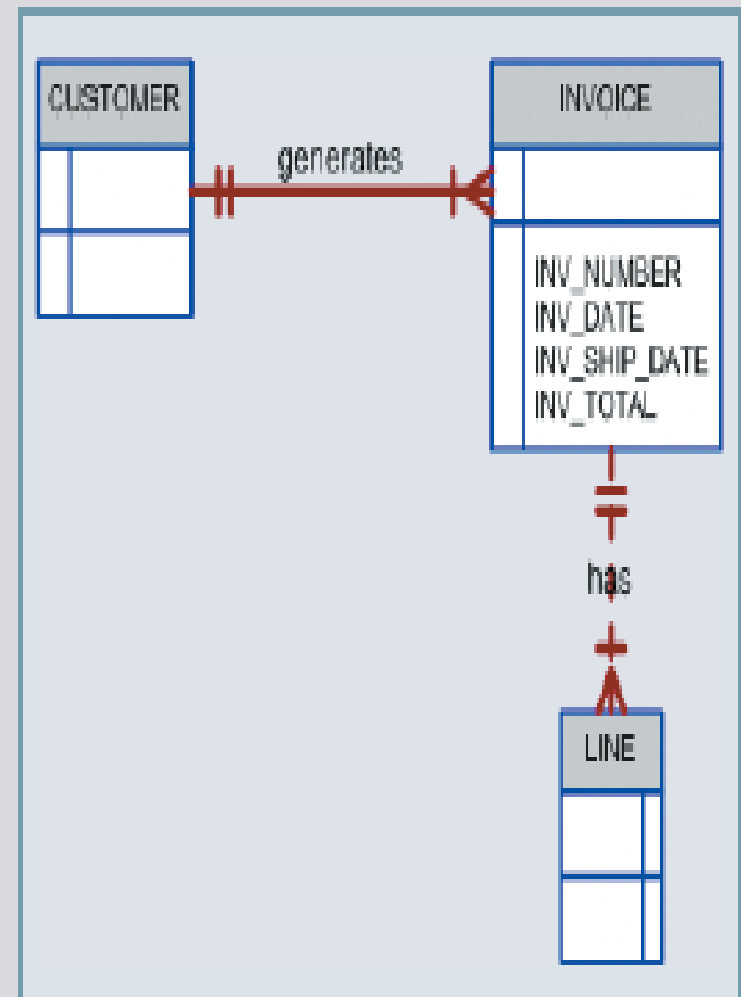 CUSTOMER
INVOICE
generates
INV_NUMBER
INV_DATE
INV_SHIP_DATE
INV_TOTAL
has
LINE